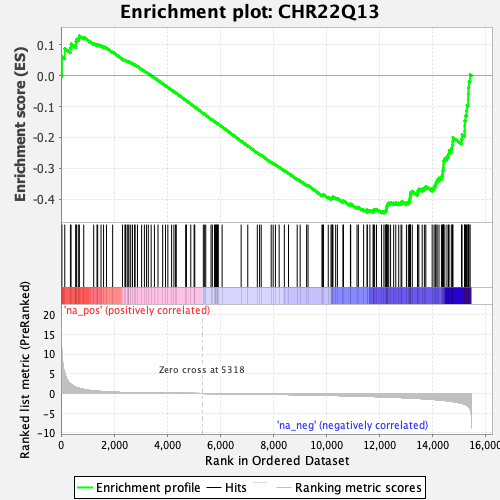 Enrichment plot: CHR22Q13
Enrichment score (ES)
0.1
0.0
-0.1
-0.2
-0.3
-0.4
'na_pos' (positively correlated)
Ranked list metric (PreRanked)
20
15
10
5
0
-5
-10
Zero cross at 5318
'na_neg' (negatively correlated)
0
2,000
4,000
6,000
8,000
10,000
12,000
14,000
16,000
Rank in Ordered Dataset
Enrichment profile
Hits
Ranking metric scores